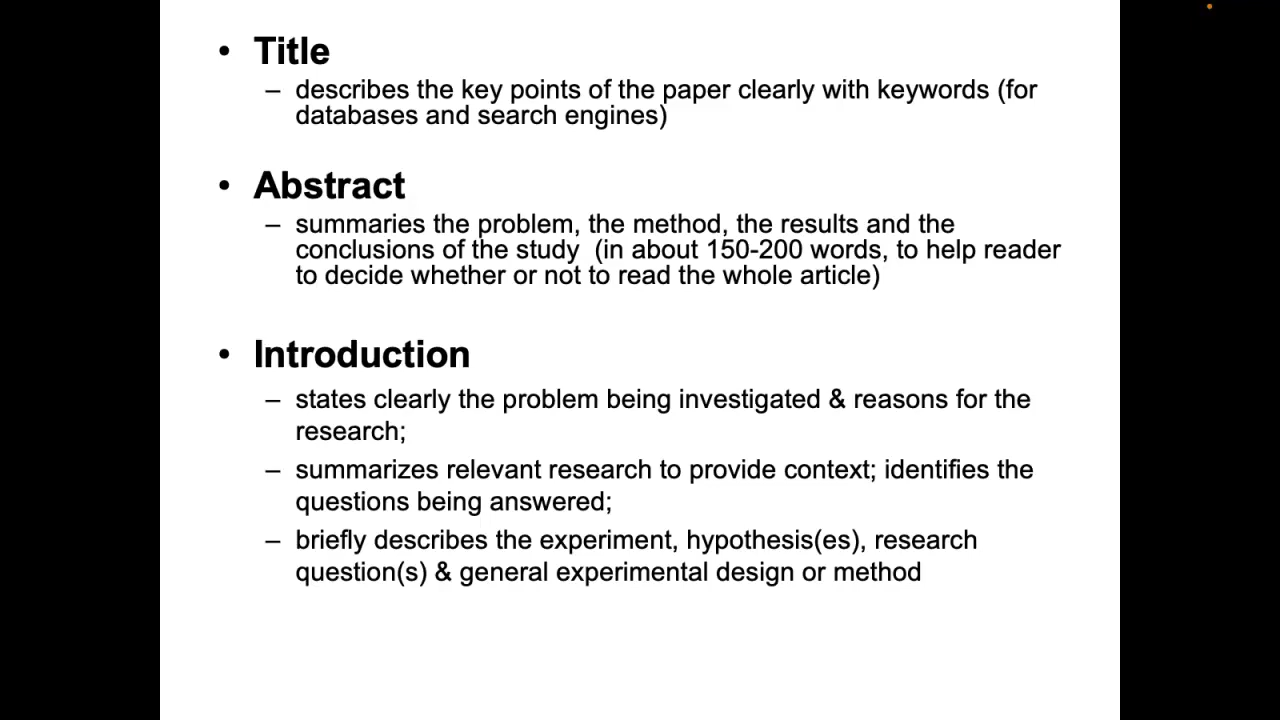 • Title
– describes the key points of the paper clearly with keywords (for
databases and search engines)
• Abstract
– summaries the problem, the method, the results and the
conclusions of the study  (in about 150-200 words, to help reader
to decide whether or not to read the whole article)
• Introduction
– states clearly the problem being investigated & reasons for the
research;
– summarizes relevant research to provide context; identifies the
questions being answered;
– briefly describes the experiment, hypothesis(es), research
question(s) & general experimental design or method